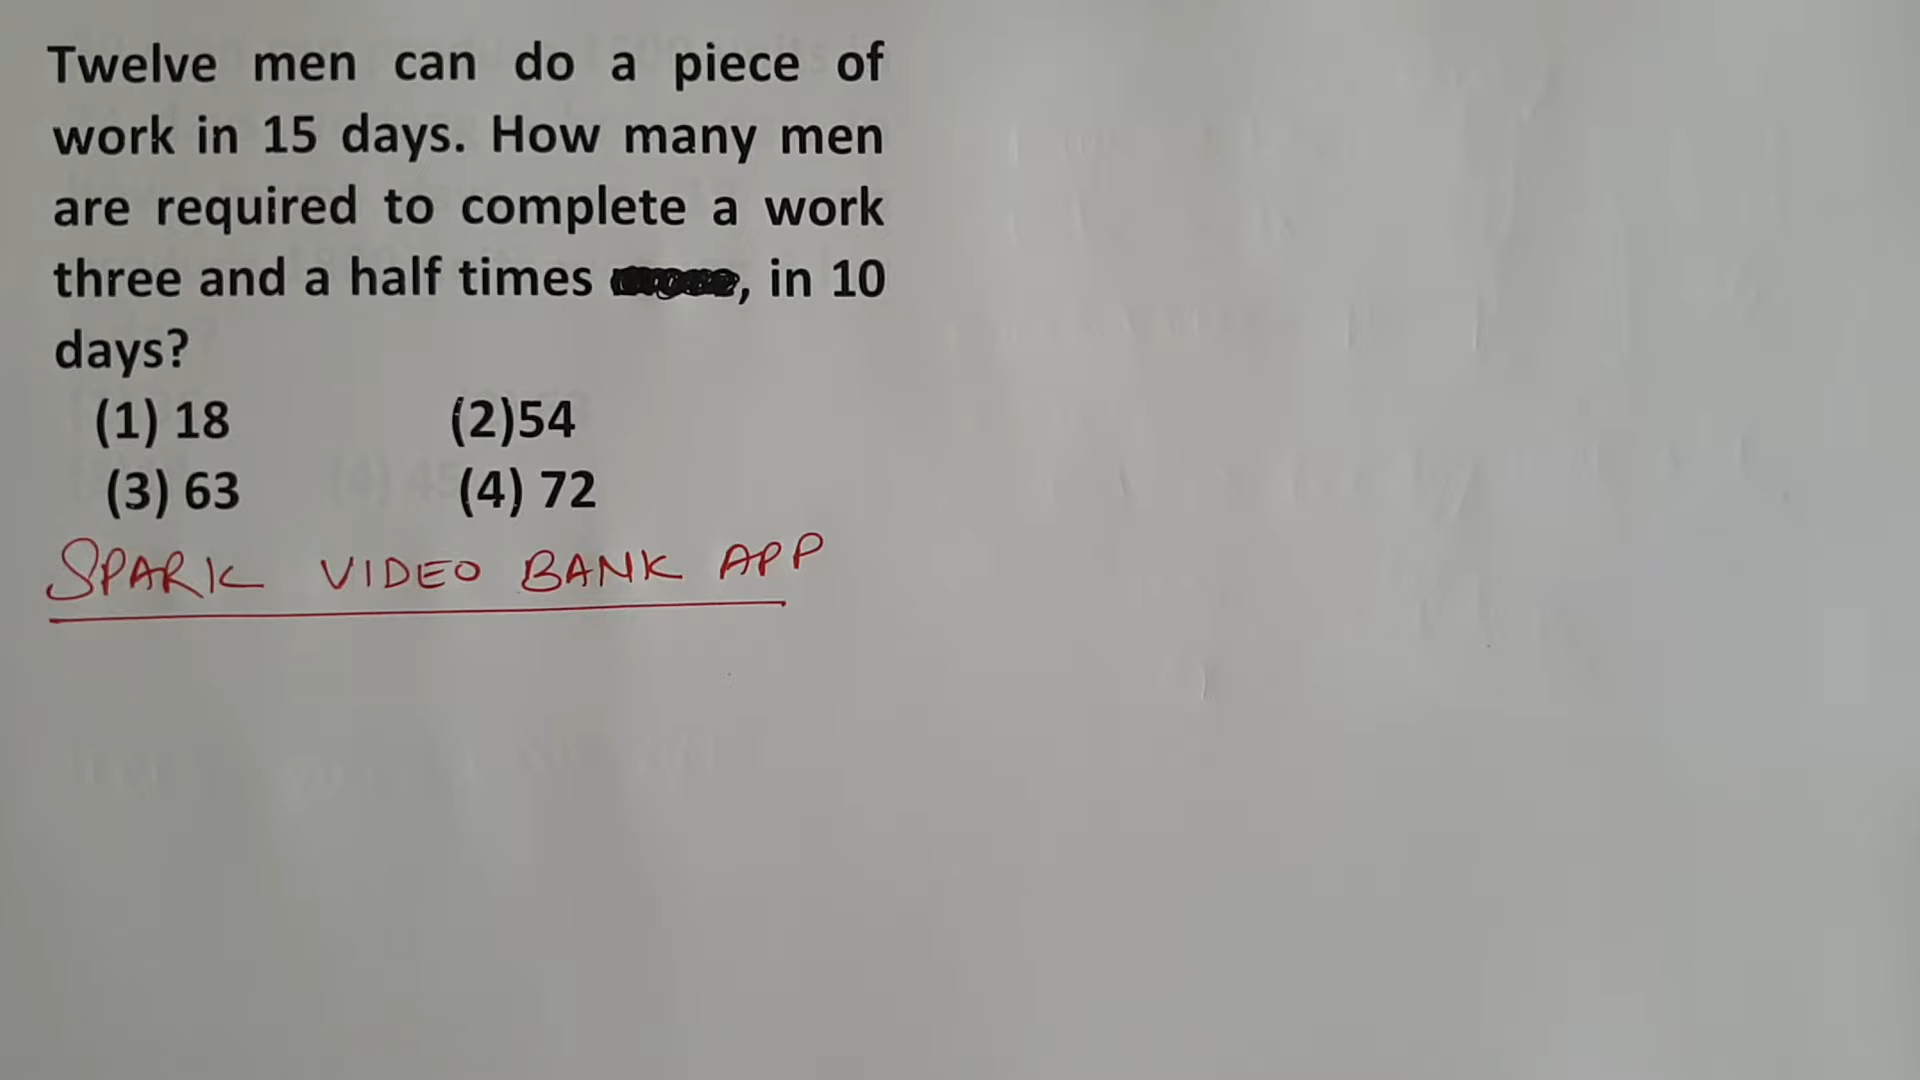 Twelve men can do a piece of
work in 15 days. How many men
are required to complete a work
three and a half times , in 10
days?
(1) 18 (2)54
(3) 63 (4) 72
SPARK VIDEO BANK APP